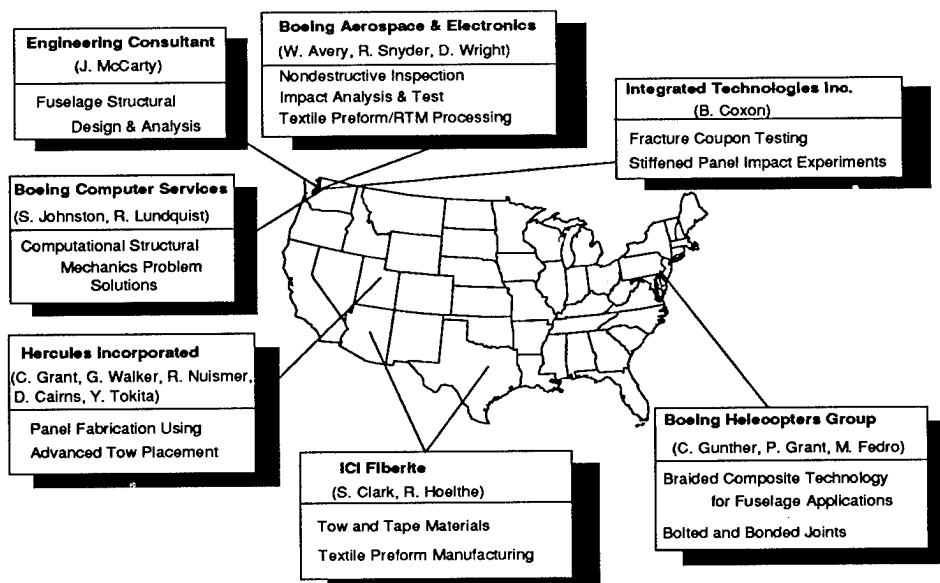 Engineering Consultant
(J. McCarty)
Fuselage Structural
Design & Analysis
Boeing Aerospace & Electronics
(W. Avery, R. Snyder, D. Wright)
Nondestructive Inspection
Impact Analysis & Test
Textile Preform/RTM Processing
Integrated Technologies Inc.
(B. Coxon)
Fracture Coupon Testing
Stiffened Panel Impact Experiments
Boeing Computer Services
(S. Johnston, R. Lundquist)
Computational Structural
Mechanics Problem
Solutions
Hercules Incorporated
(C. Grant, G. Walker, R. Nuismer,
D. Cairns, Y. Tokita)
Panel Fabrication Using
Advanced Tow Placement
ICI Fiberite
(S. Clark, R. Hoelthe)
Tow and Tape Materials
Textile Preform Manufacturing
Boeing Helecopters Group
(C. Gunther, P. Grant, M. Fedro)
Braided Composite Technology
for Fuselage Applications
Bolted and Bonded Joints